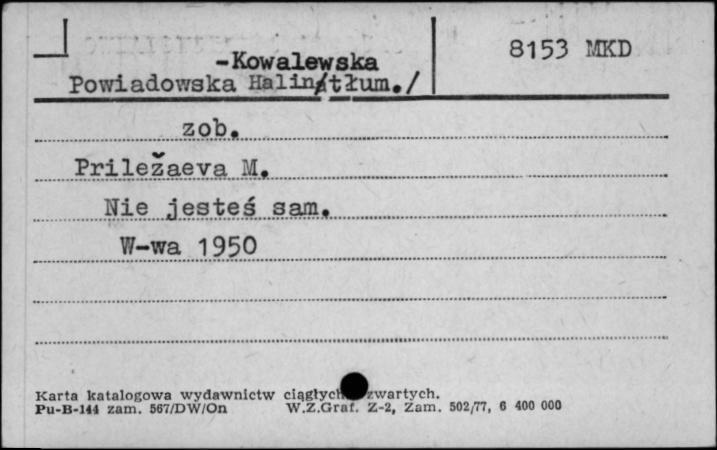 8153 MKD
-Kowalewska
Powiadowska Halin/tłum./
zob.
Priležaeva M.
Nie jesteś sam.
W-wa 1950
Karta katalogowa wydawnictw ciągłych zwartych.
Pu-B-144 zam. 567/DW/On W.Z.Graf. Z-2, Zam. 502/77, 6 400 000